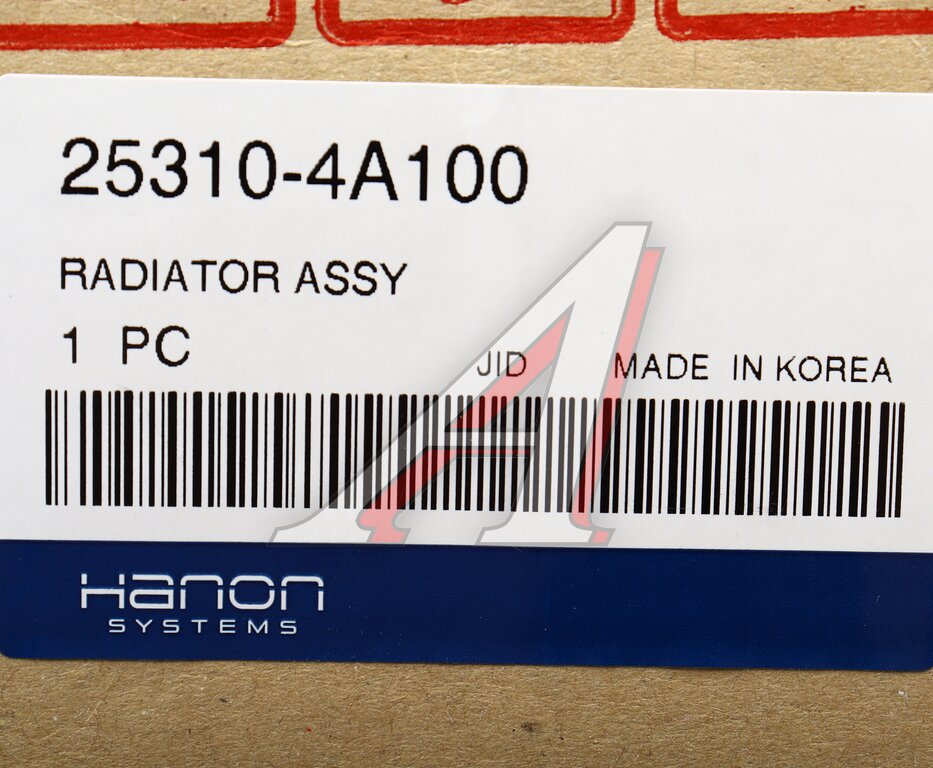 25310-4A100
RADIATOR ASSY
1 PC
JID MADE IN KOREA
Hanon
SYSTEMS